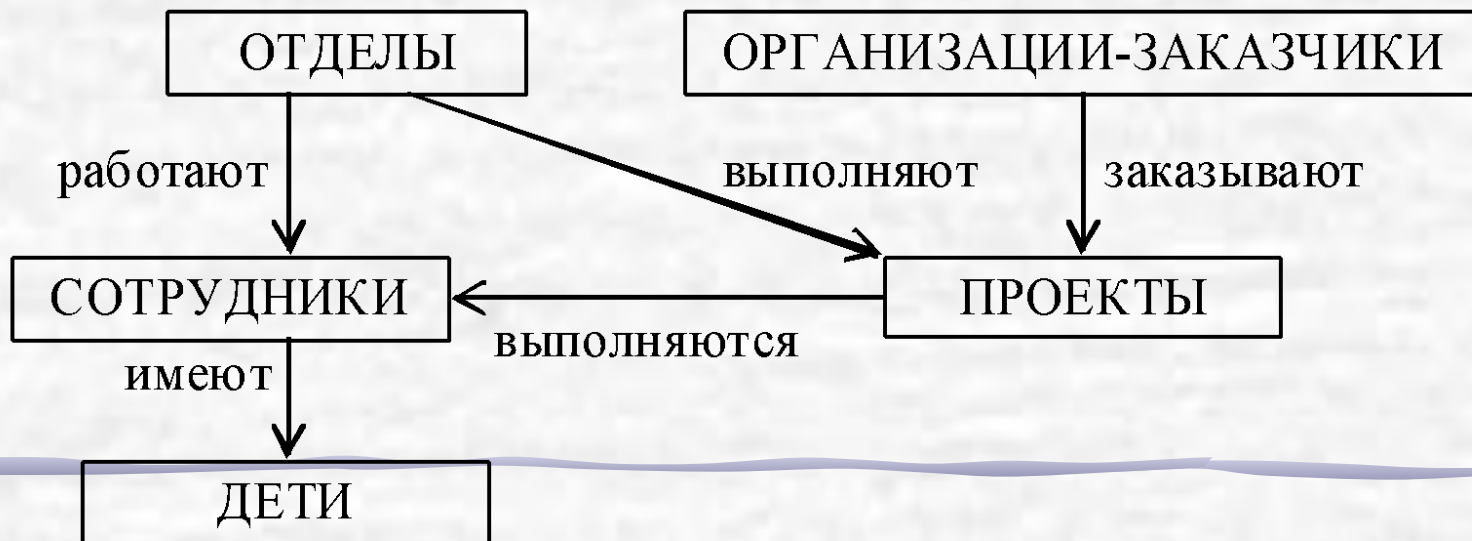 ОТДЕЛЫ
ОРГАНИЗАЦИИ-ЗАКАЗЧИКИ
работают
выполняют
заказывают
СОТРУДНИКИ
ПРОЕКТЫ
выполняются
имеют
ДЕТИ